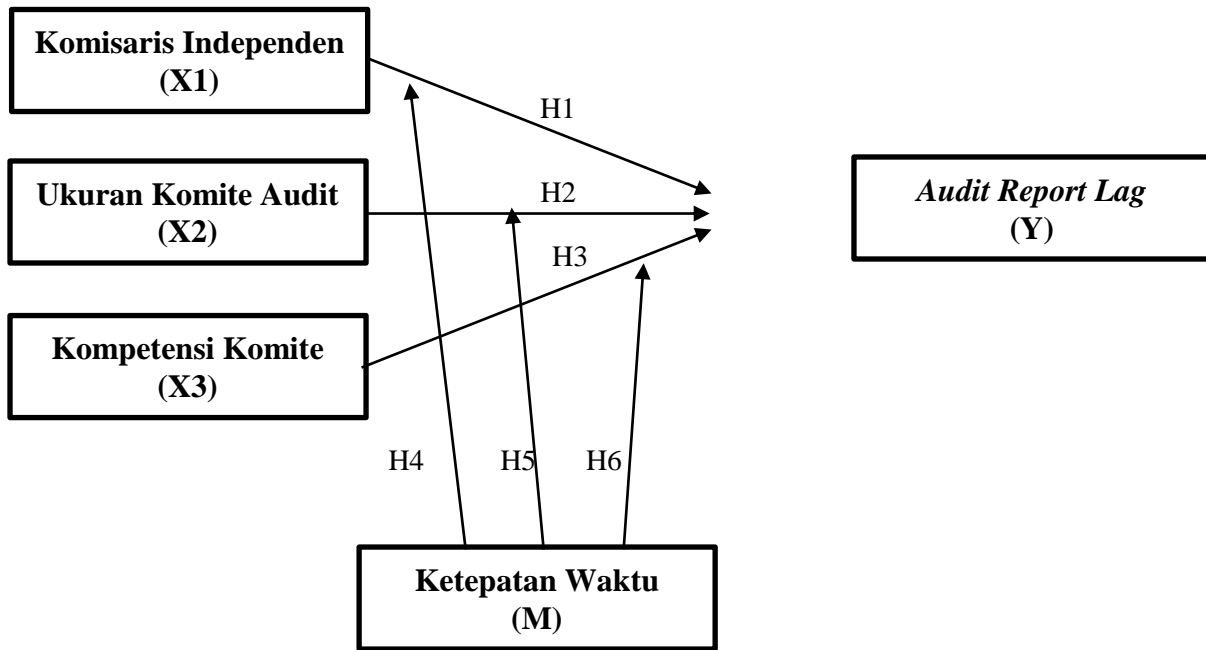 Komisaris Independen
(X1)
H1
Ukuran Komite Audit
(X2)
H2
Audit Report Lag
(Y)
H3
Kompetensi Komite
(X3)
H4
H5
H6
Ketepatan Waktu
(M)